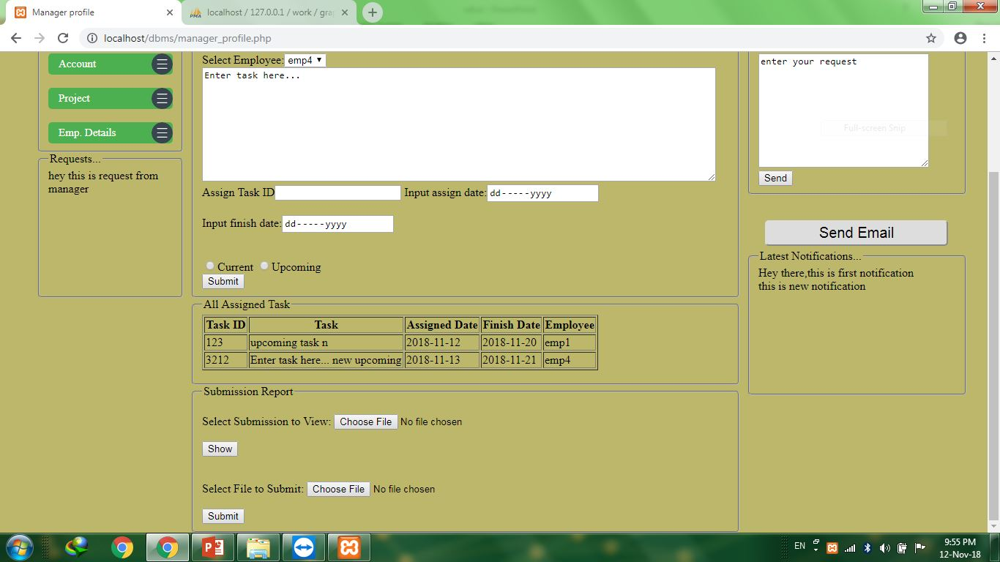 Manager profile
localhost / 127.0.0.1 / work / gra
localhost/dbms/manager_profile.php
Account
Project
Emp. Details
Requests...
hey this is request from
manager
Select Employee: emp4
Enter task here...
Assign Task ID Input assign date: dd-----yyyy
Input finish date: dd-----yyyy
Current Upcoming
Submit
All Assigned Task
Task ID Task Assigned Date Finish Date Employee
123 upcoming task n 2018-11-12 2018-11-20 emp1
3212 Enter task here... new upcoming 2018-11-13 2018-11-21 emp4
Submission Report
Select Submission to View: Choose File No file chosen
Show
Select File to Submit: Choose File No file chosen
Submit
enter your request
Full-screen Snip
Send
Send Email
Latest Notifications...
Hey there,this is first notification
this is new notification
EN
9:55 PM
12-Nov-18
PMA